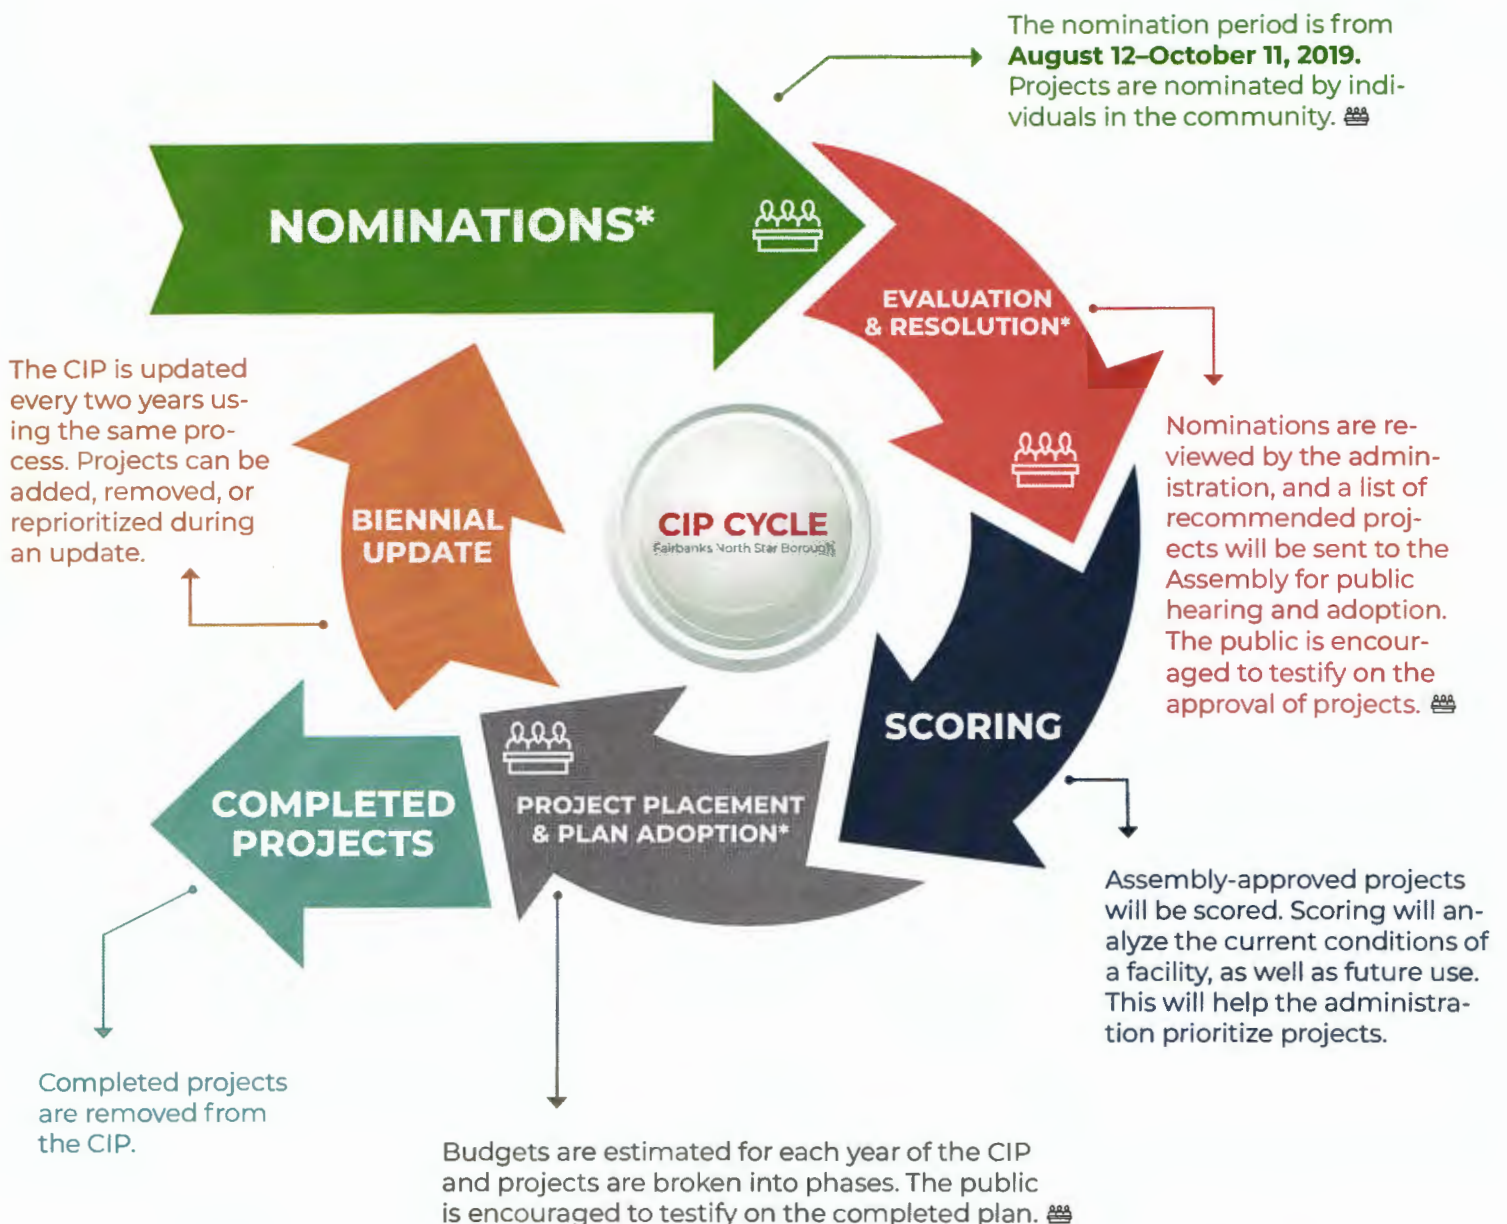 The nomination period is from
August 12–October 11, 2019.
Projects are nominated by indi-
viduals in the community.
NOMINATIONS*
EVALUATION
& RESOLUTION*
Nominations are re-
viewed by the admin-
istration, and a list of
recommended proj-
ects will be sent to the
Assembly for public
hearing and adoption.
The public is encour-
aged to testify on the
approval of projects.
The CIP is updated
every two years us-
ing the same pro-
cess. Projects can be
added, removed, or
reprioritized during
an update.
BIENNIAL
UPDATE
CIP CYCLE
Fairbanks North Star Borough
SCORING
Assembly-approved projects
will be scored. Scoring will an-
alyze the current conditions of
a facility, as well as future use.
This will help the administra-
tion prioritize projects.
PROJECT PLACEMENT
& PLAN ADOPTION*
COMPLETED
PROJECTS
Completed projects
are removed from
the CIP.
Budgets are estimated for each year of the CIP
and projects are broken into phases. The public
is encouraged to testify on the completed plan.